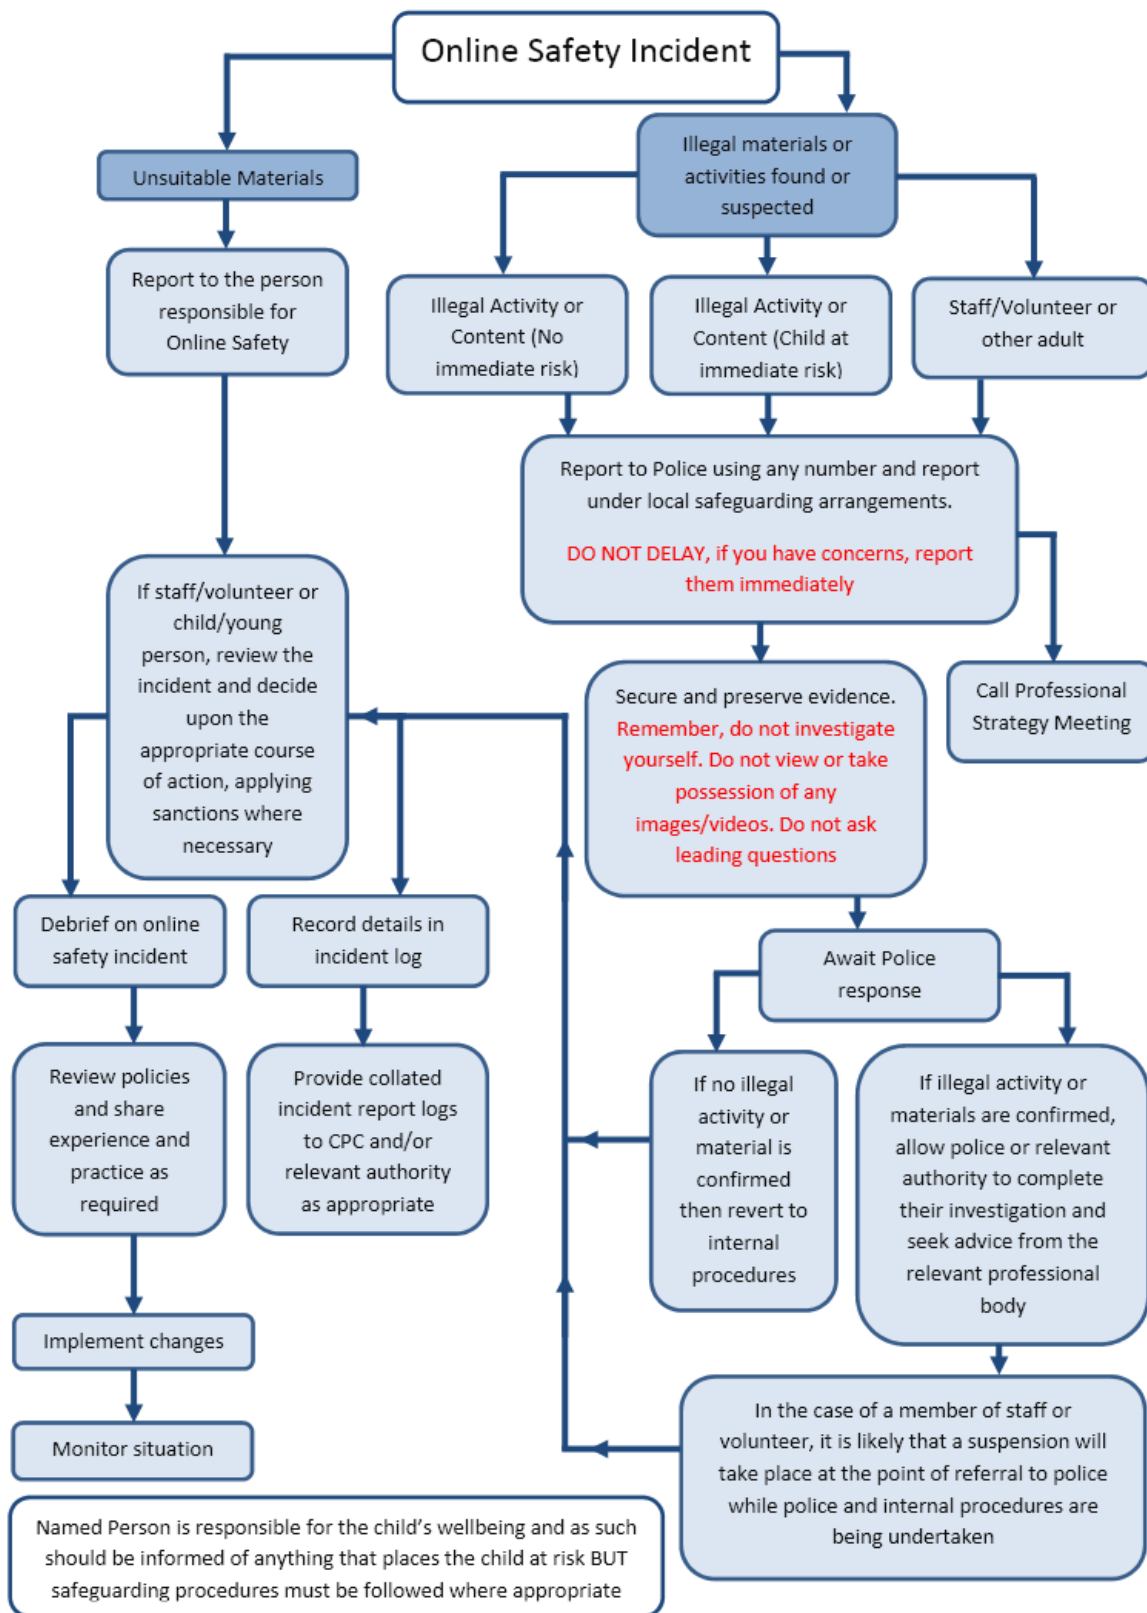 Online Safety Incident
Unsuitable Materials
Illegal materials or
activities found or
suspected
Report to the person
responsible for
Online Safety
Illegal Activity or
Content (No
immediate risk)
Illegal Activity or
Content (Child at
immediate risk)
Staff/Volunteer or
other adult
Report to Police using any number and report
under local safeguarding arrangements.
DO NOT DELAY, if you have concerns, report
them immediately
If staff/volunteer or
child/young
person, review the
incident and decide
upon the
appropriate course
of action, applying
sanctions where
necessary
Secure and preserve evidence.
Remember, do not investigate
yourself. Do not view or take
possession of any
images/videos. Do not ask
leading questions
Call Professional
Strategy Meeting
Debrief on online
safety incident
Record details in
incident log
Await Police
response
Review policies
and share
experience and
practice as
required
Provide collated
incident report logs
to CPC and/or
relevant authority
as appropriate
If no illegal
activity or
material is
confirmed
then revert to
internal
procedures
If illegal activity or
materials are confirmed,
allow police or relevant
authority to complete
their investigation and
seek advice from the
relevant professional
body
Implement changes
Monitor situation
In the case of a member of staff or
volunteer, it is likely that a suspension will
take place at the point of referral to police
while police and internal procedures are
being undertaken
Named Person is responsible for the child's wellbeing and as such
should be informed of anything that places the child at risk BUT
safeguarding procedures must be followed where appropriate